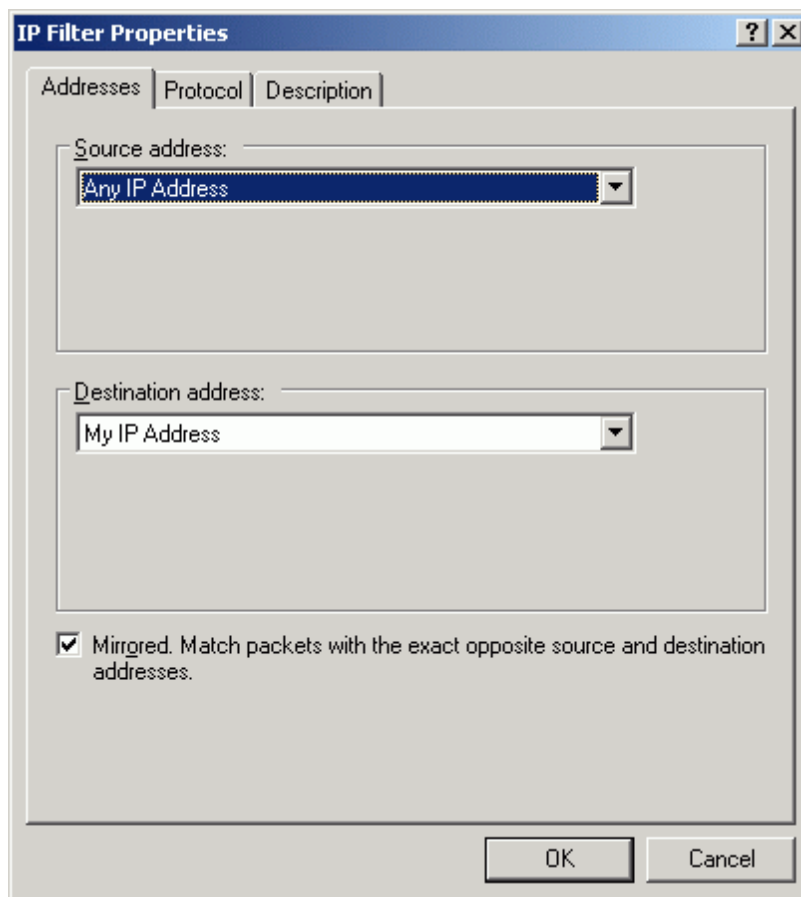 IP Filter Properties
Addresses Protocol Description
Source address:
Any IP Address
Destination address:
My IP Address
Mirrored. Match packets with the exact opposite source and destination
addresses.
OK Cancel